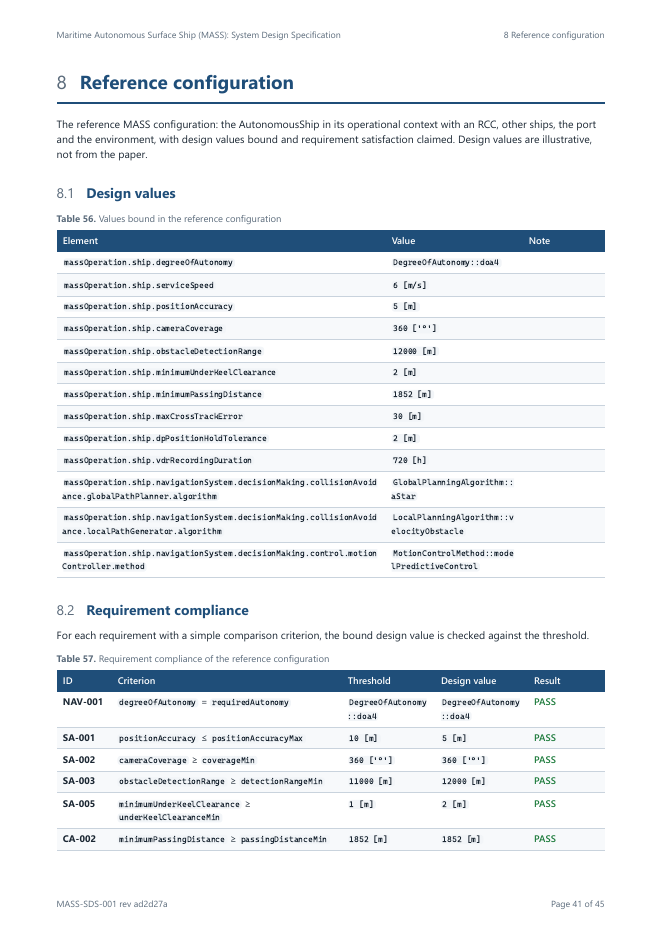 Maritime Autonomous Surface Ship (MASS): System Design Specification
8 Reference configuration
8 Reference configuration
The reference MASS configuration: the AutonomousShip in its operational context with an RCC, other ships, the port
and the environment, with design values bound and requirement satisfaction claimed. Design values are illustrative,
not from the paper.
8.1 Design values
Table 56. Values bound in the reference configuration
Element Value Note
massOperation.ship.degreeOfAutonomy DegreeOfAutonomy::doa4
massOperation.ship.serviceSpeed 6 [m/s]
massOperation.ship.positionAccuracy 5 [m]
massOperation.ship.cameraCoverage 360 ['°']
massOperation.ship.obstacleDetectionRange 12000 [m]
massOperation.ship.minimumUnderKeelClearance 2 [m]
massOperation.ship.minimumPassingDistance 1852 [m]
massOperation.ship.maxCrossTrackError 30 [m]
massOperation.ship.dpPositionHoldTolerance 2 [m]
massOperation.ship.vdrRecordingDuration 720 [h]
massOperation.ship.navigationSystem.decisionMaking.collisionAvoid GlobalPlanningAlgorithm::
ance.globalPathPlanner.algorithm aStar
massOperation.ship.navigationSystem.decisionMaking.collisionAvoid LocalPlanningAlgorithm::v
ance.localPathGenerator.algorithm elocityObstacle
massOperation.ship.navigationSystem.decisionMaking.control.motion MotionControlMethod::mode
Controller.method lPredictiveControl
8.2 Requirement compliance
For each requirement with a simple comparison criterion, the bound design value is checked against the threshold.
Table 57. Requirement compliance of the reference configuration
ID Criterion Threshold Design value Result
NAV-001 degreeOfAutonomy = requiredAutonomy DegreeOfAutonomy DegreeOfAutonomy PASS
::doa4 ::doa4
SA-001 positionAccuracy ≤ positionAccuracyMax 10 [m] 5 [m] PASS
SA-002 cameraCoverage ≥ coverageMin 360 ['°'] 360 ['°'] PASS
SA-003 obstacleDetectionRange ≥ detectionRangeMin 11000 [m] 12000 [m] PASS
SA-005 minimumUnderKeelClearance ≥ 1 [m] 2 [m] PASS
underKeelClearanceMin
CA-002 minimumPassingDistance ≥ passingDistanceMin 1852 [m] 1852 [m] PASS
MASS-SDS-001 rev ad2d27a
Page 41 of 45